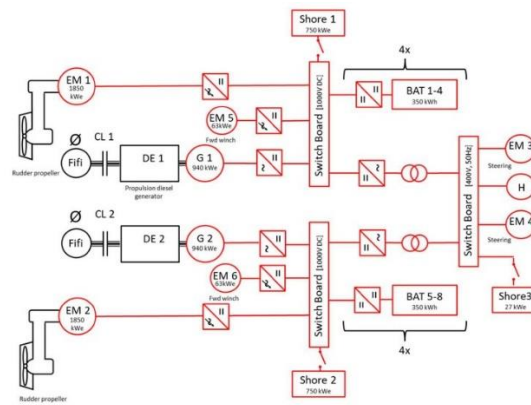 Shore 1
750 kWe
4x
EM 1
1850
kWe
BAT 1-4
350 kWh
EM 5
63kWe
Fwd winch
Switch Board [1000V DC]
Rudder propeller
Ø
CL 1
Fifi
DE 1
G 1
940 kWe
Propulsion diesel
generator
EM 3
Steering
H
Switch Board [400V, 50Hz]
EM 4
Steering
Ø
CL 2
Fifi
DE 2
G 2
940 kWe
EM 6
63kWe
Fwd winch
Switch Board [1000V DC]
EM 2
1850
kWe
BAT 5-8
350 kWh
4x
Shore3
27 kWe
Rudder propeller
Shore 2
750 kWe